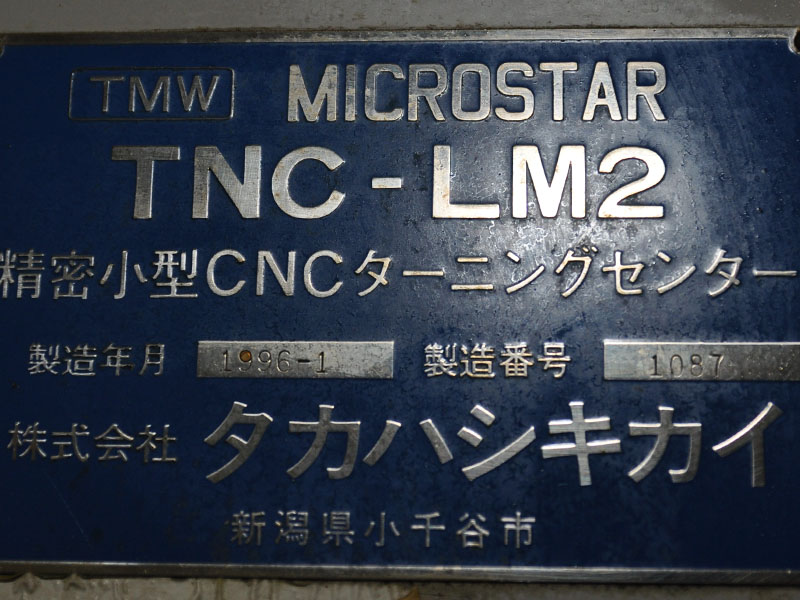 TMW MICROSTAR
TNC-LM2
精密小型CNCターニングセンター
製造年月 1996-1 製造番号 1087
株式会社 タカハシキカイ
新潟県小千谷市